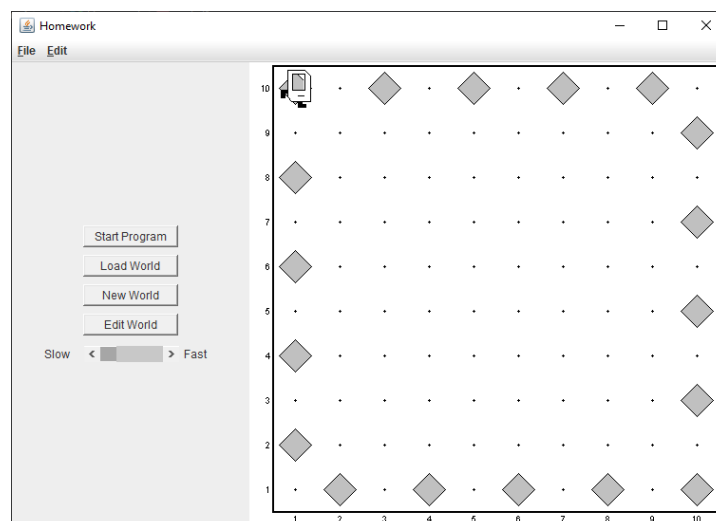 Homework
File Edit
Start Program
Load World
New World
Edit World
Slow Fast
10
9
8
7
6
5
4
3
2
1
1 2 3 4 5 6 7 8 9 10